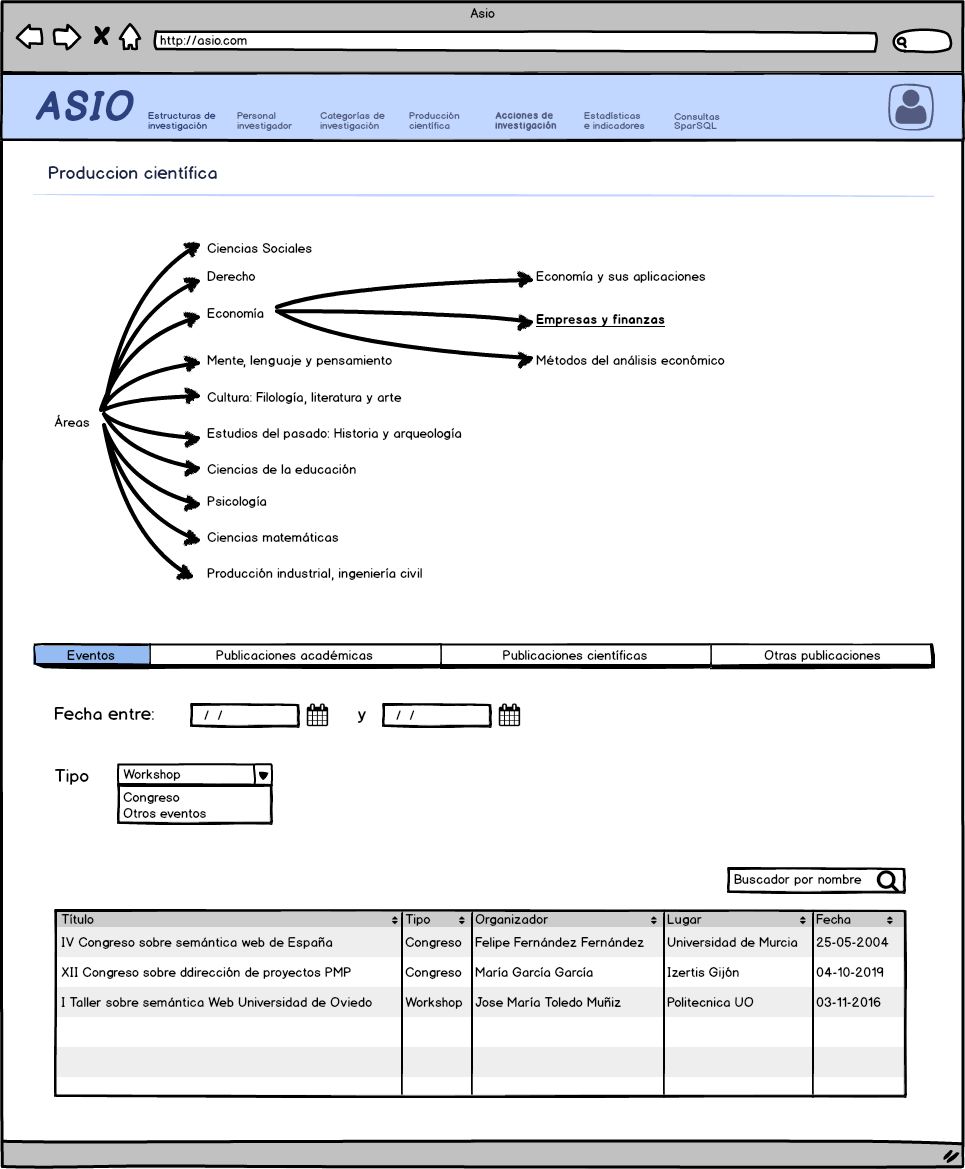 Asio
http://asio.com
ASIO
Estructuras de
investigación
Personal
investigador
Categorías de
investigación
Producción
científica
Acciones de
investigación
Estadísticas
e indicadores
Consultas
SparSQL
Produccion científica
Áreas
Ciencias Sociales
Derecho
Economía
Mente, lenguaje y pensamiento
Cultura: Filología, literatura y arte
Estudios del pasado: Historia y arqueología
Ciencias de la educación
Psicología
Ciencias matemáticas
Producción industrial, ingeniería civil
Economía y sus aplicaciones
Empresas y finanzas
Métodos del análisis económico
Eventos Publicaciones académicas Publicaciones científicas Otras publicaciones
Fecha entre: / / y / /
Tipo Workshop
Congreso
Otros eventos
Buscador por nombre
Título Tipo Organizador Lugar Fecha
IV Congreso sobre semántica web de España Congreso Felipe Fernández Fernández Universidad de Murcia 25-05-2004
XII Congreso sobre ddirección de proyectos PMP Congreso María García García Izertis Gijón 04-10-2019
I Taller sobre semántica Web Universidad de Oviedo Workshop Jose María Toledo Muñiz Politecnica UO 03-11-2016